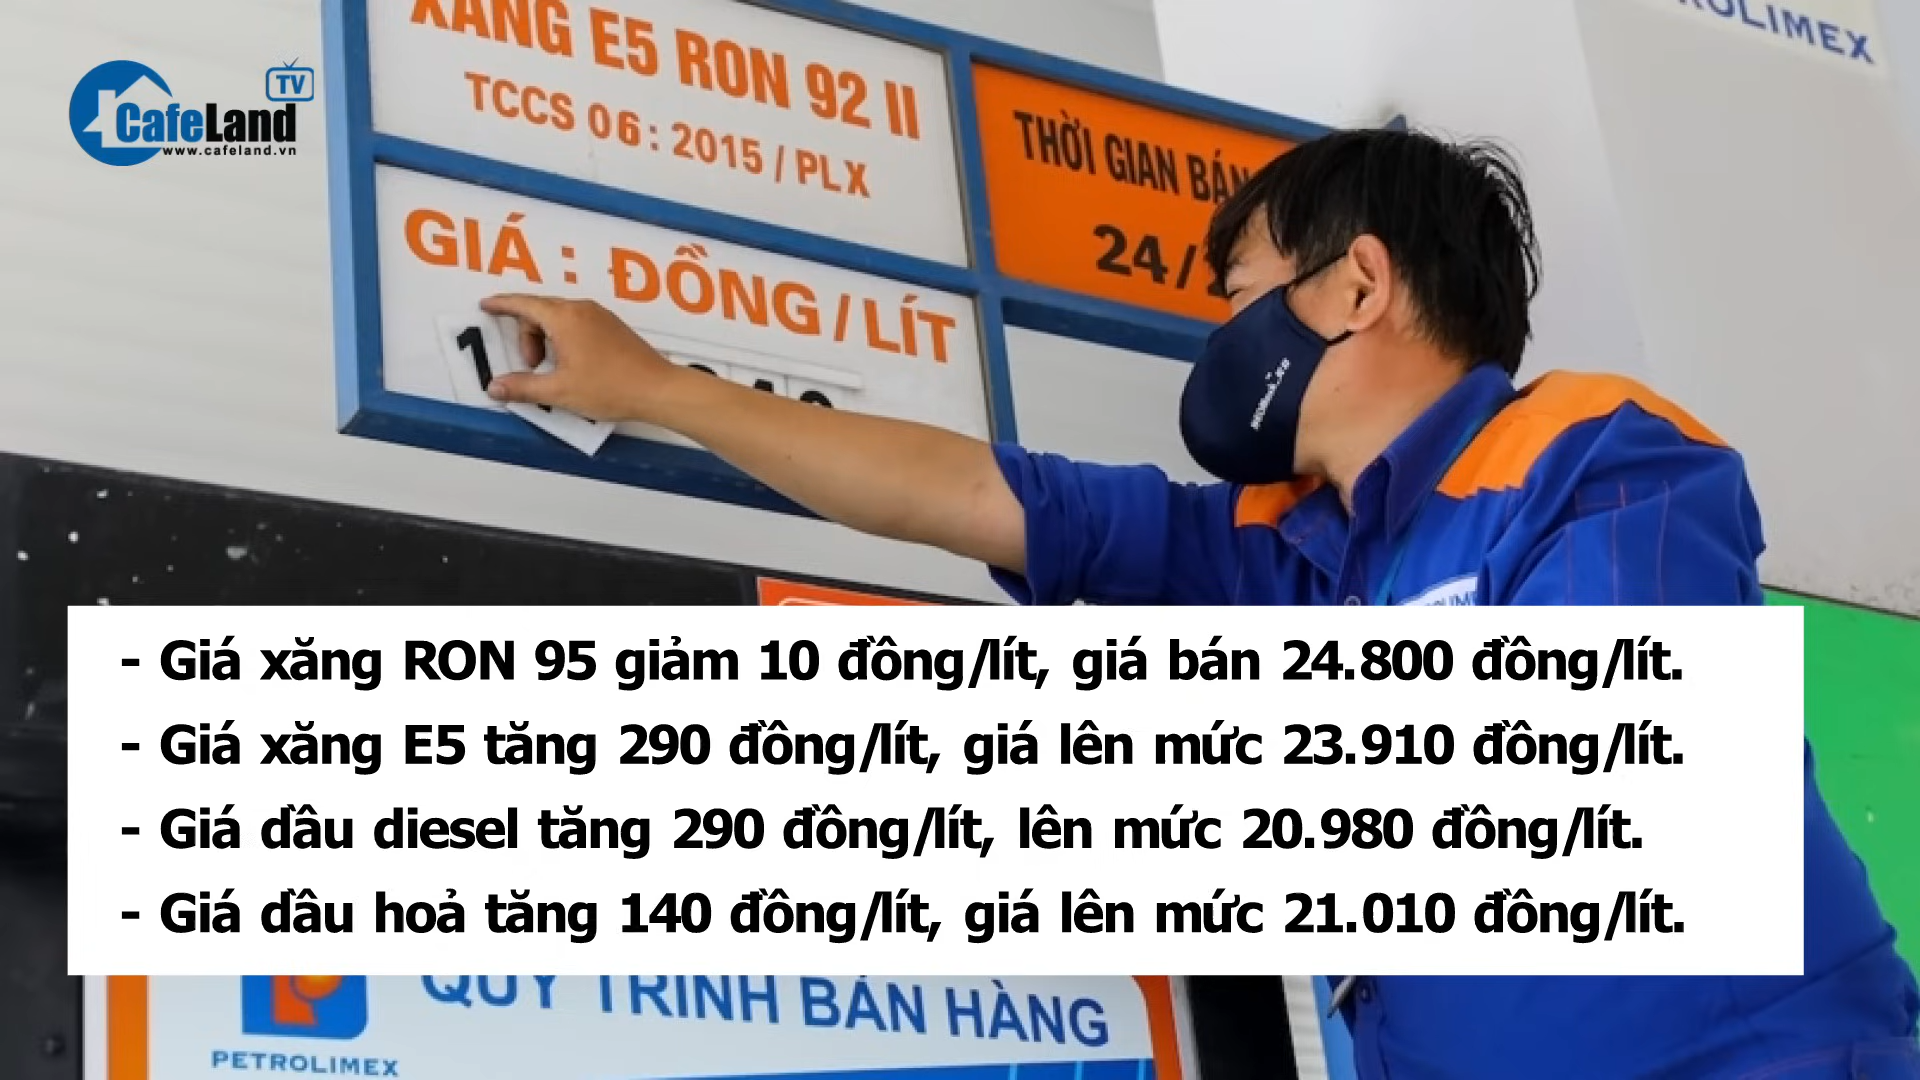 CafeLand TV
www.cafeland.vn
XĂNG E5 RON 92 II
TCCS 06 : 2015 / PLX
GIÁ : ĐỒNG / LÍT
1
THỜI GIAN BÁN
24 /
PETROLIMEX
- Giá xăng RON 95 giảm 10 đồng/lít, giá bán 24.800 đồng/lít.
- Giá xăng E5 tăng 290 đồng/lít, giá lên mức 23.910 đồng/lít.
- Giá dầu diesel tăng 290 đồng/lít, lên mức 20.980 đồng/lít.
- Giá dầu hoả tăng 140 đồng/lít, giá lên mức 21.010 đồng/lít.
QUY TRÌNH BÁN HÀNG
PETROLIMEX